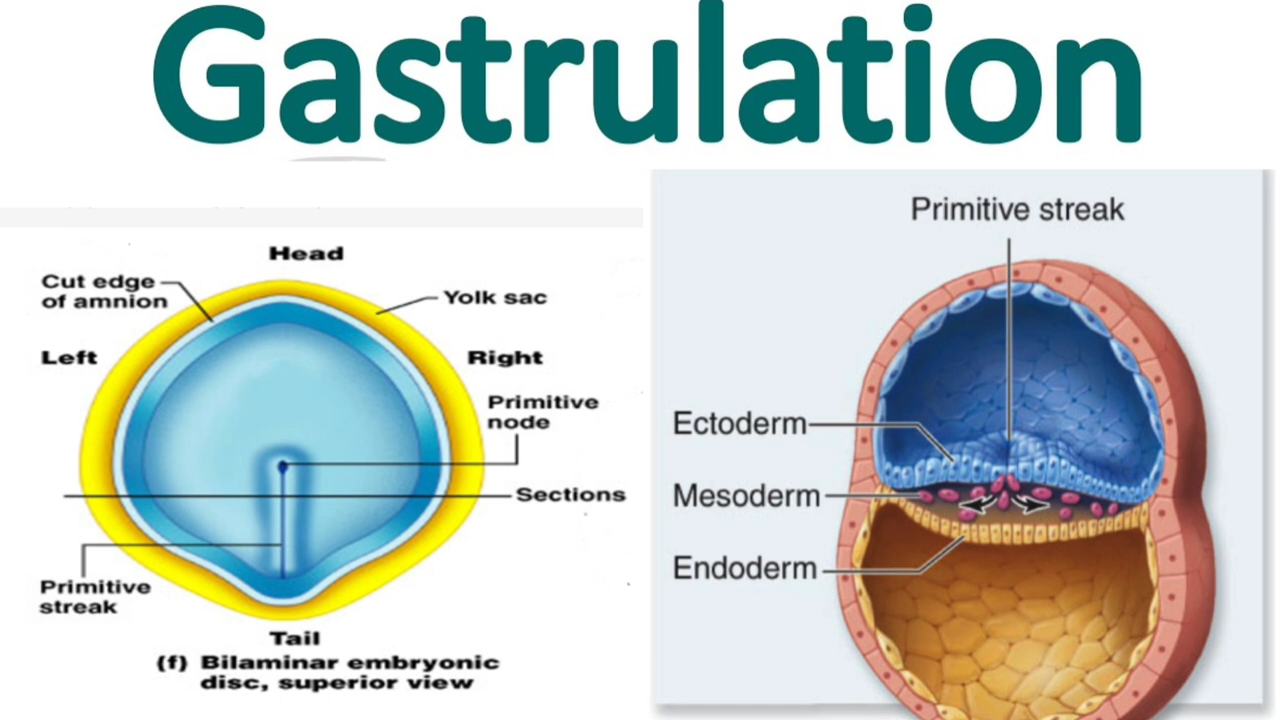 Gastrulation
Head
Cut edge
of amnion
Yolk sac
Left
Right
Primitive
node
Sections
Primitive
streak
Tail
(f) Bilaminar embryonic
disc, superior view
Primitive streak
Ectoderm
Mesoderm
Endoderm